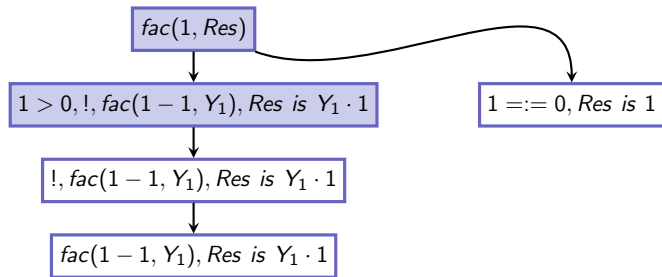 fac(1, Res)
1 > 0, !, fac(1 − 1, Y₁), Res is Y₁ · 1
1 =:= 0, Res is 1
!, fac(1 − 1, Y₁), Res is Y₁ · 1
fac(1 − 1, Y₁), Res is Y₁ · 1